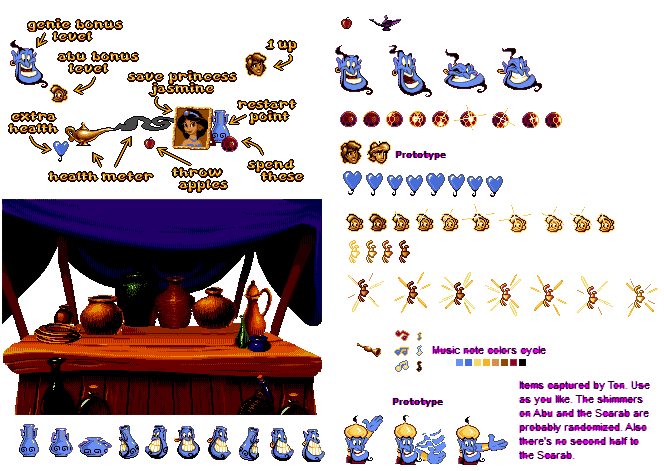 genie bonus
level
abu bonus
level
1 up
save princess
jasmine
restart
point
extra
health
health meter
throw
apples
spend
these
Prototype
Music note colors cycle
Prototype
Items captured by Ton. Use
as you like. The shimmers
on Abu and the Scarab are
probably randomized. Also
there's no second half to
the Scarab.